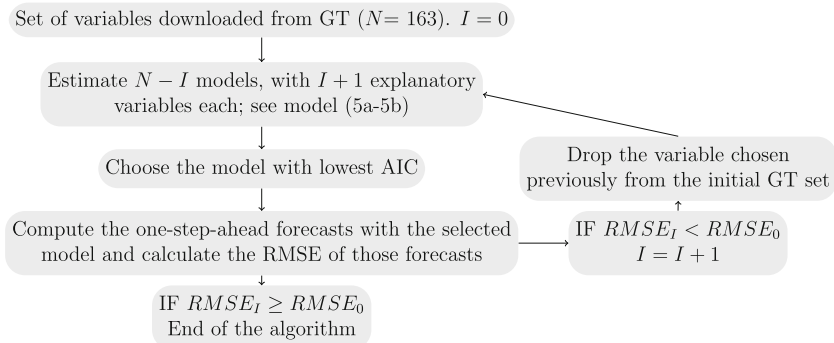 Set of variables downloaded from GT (N= 163). I = 0
Estimate N − I models, with I + 1 explanatory
variables each; see model (5a-5b)
Choose the model with lowest AIC
Drop the variable chosen
previously from the initial GT set
Compute the one-step-ahead forecasts with the selected
model and calculate the RMSE of those forecasts
IF RMSE_I < RMSE_0
I = I + 1
IF RMSE_I ≥ RMSE_0
End of the algorithm